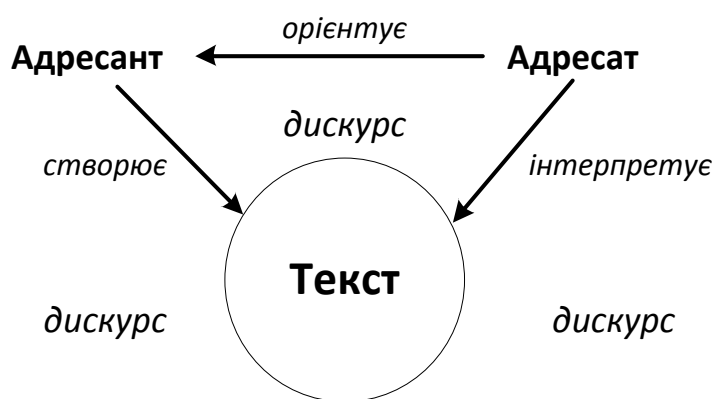 орієнтує
Адресант
Адресат
дискурс
створює
інтерпретує
Текст
дискурс
дискурс